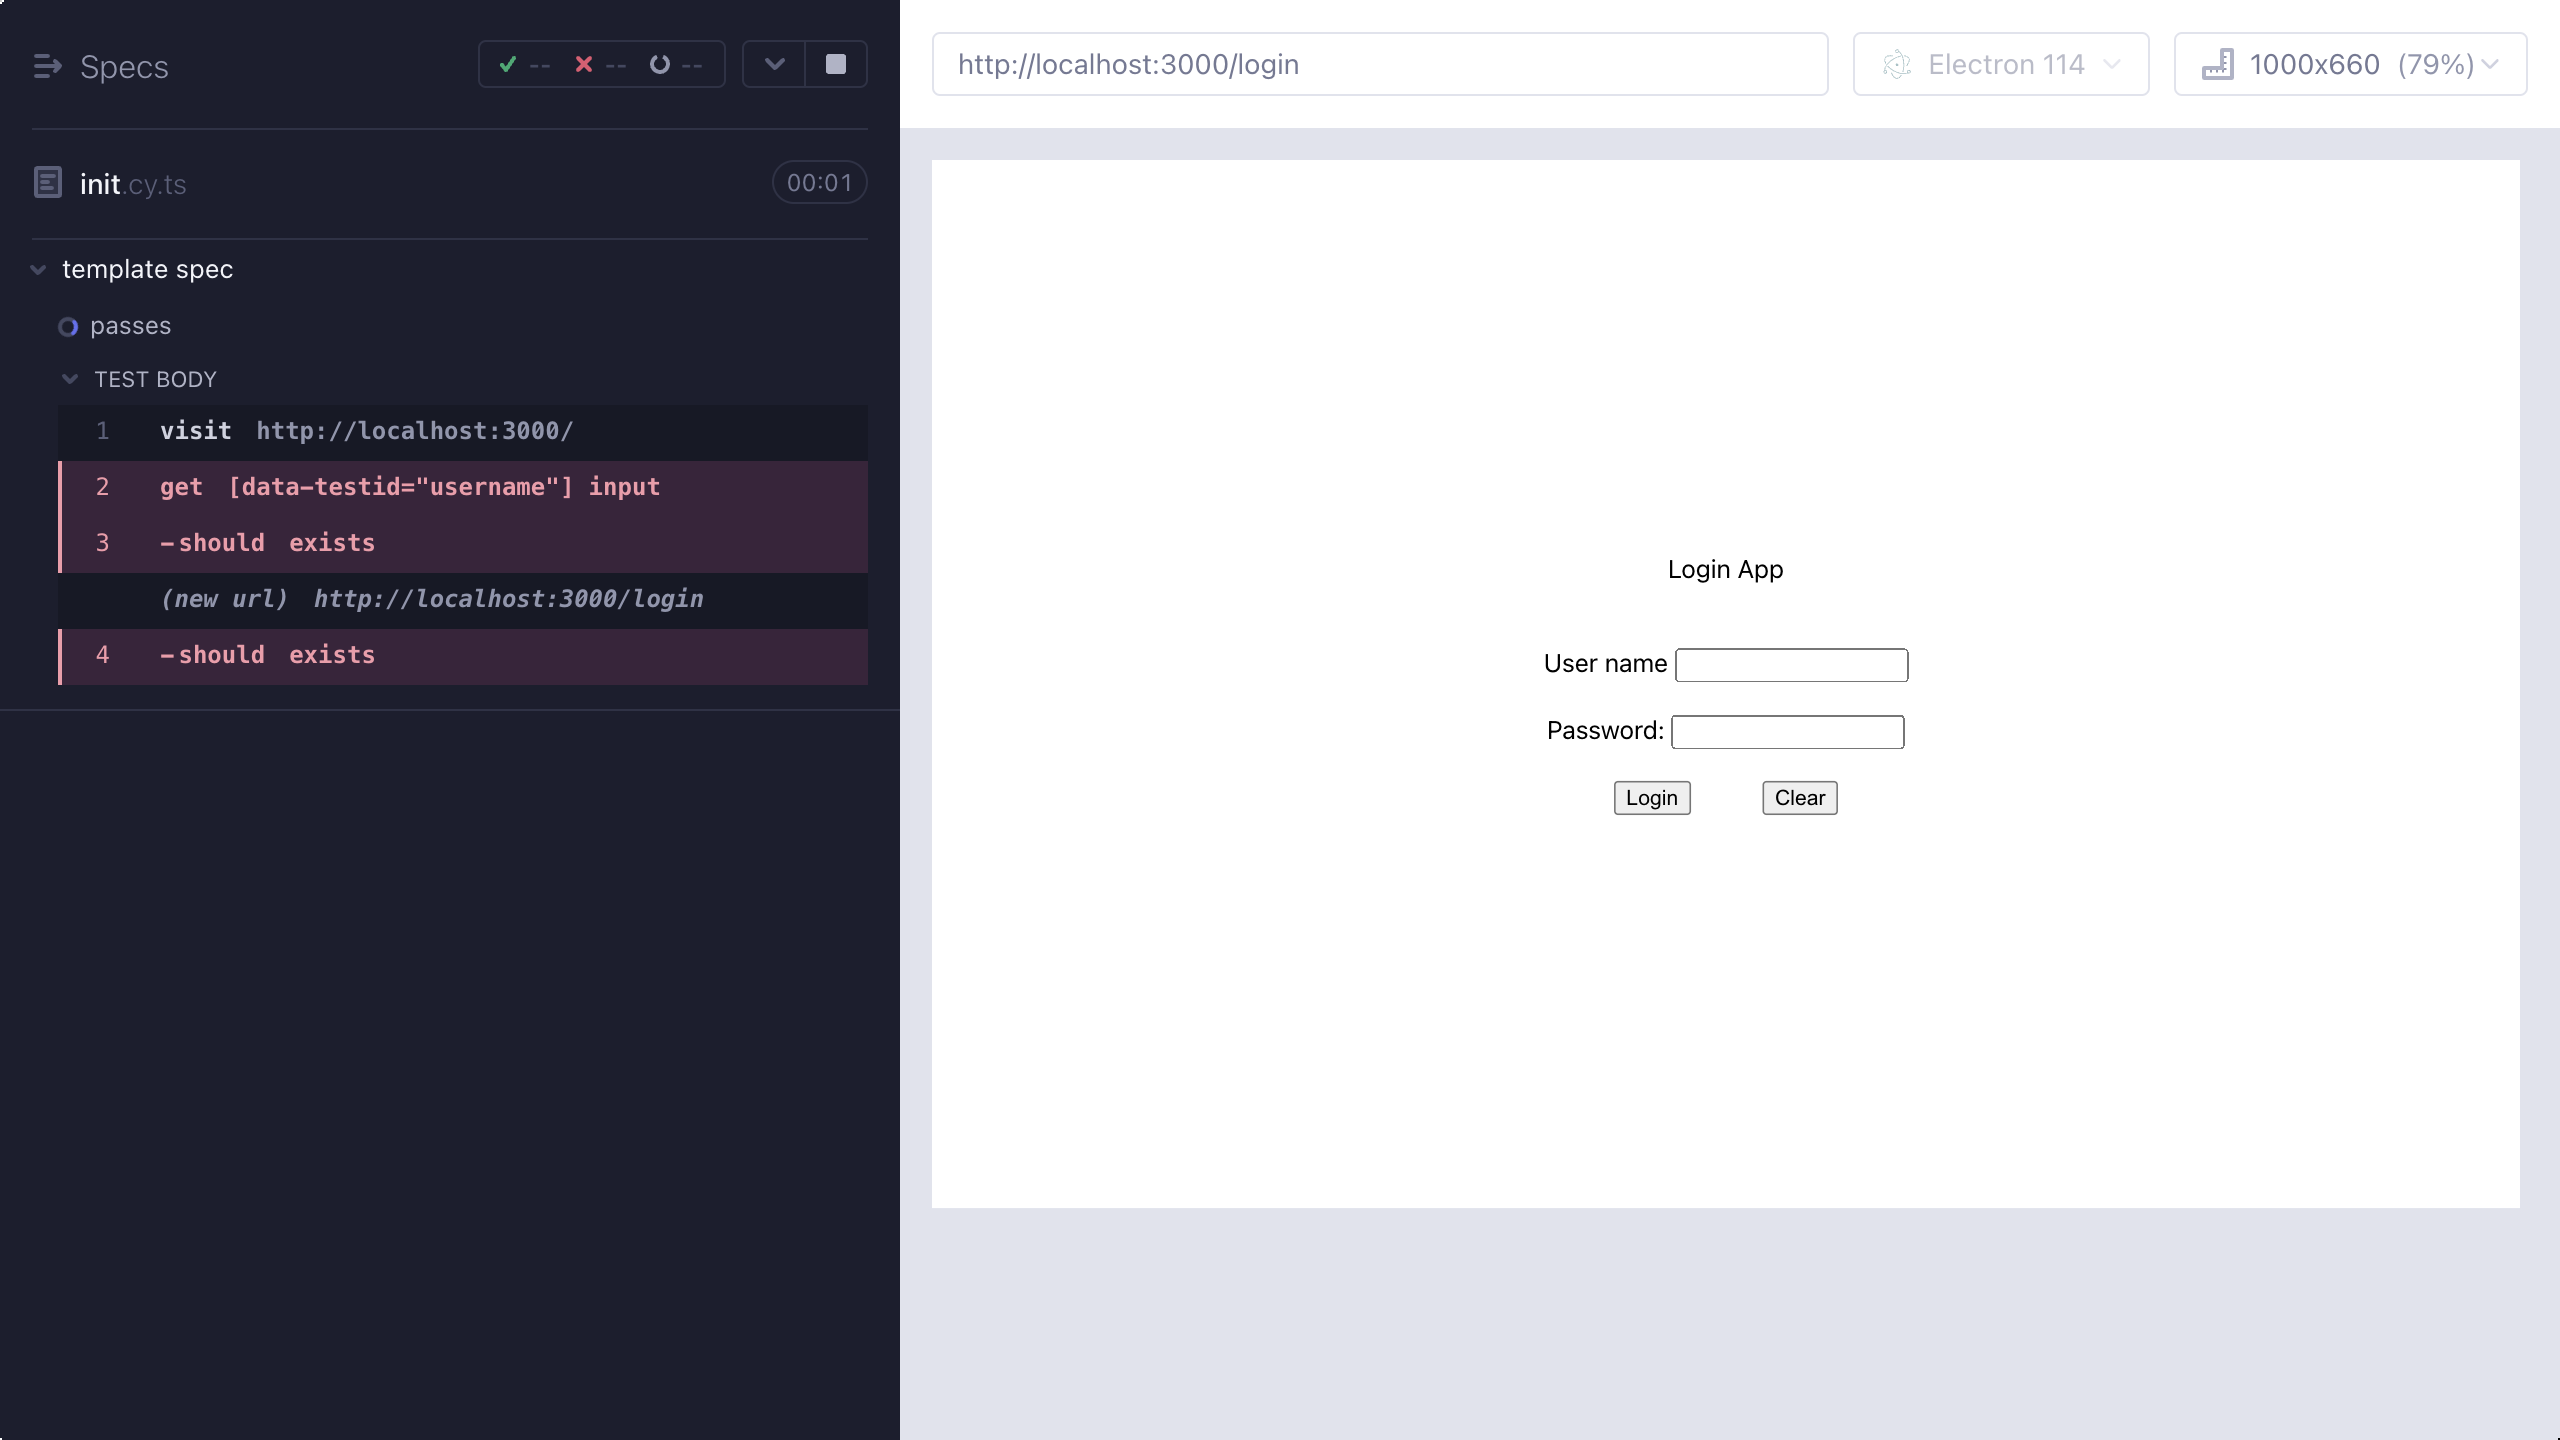 Specs
-- -- --
init.cy.ts 00:01
template spec
passes
TEST BODY
1 visit http://localhost:3000/
2 get [data-testid="username"] input
3 -should exists
(new url) http://localhost:3000/login
4 -should exists
http://localhost:3000/login
Electron 114
1000x660 (79%)
Login App
User name
Password:
Login Clear